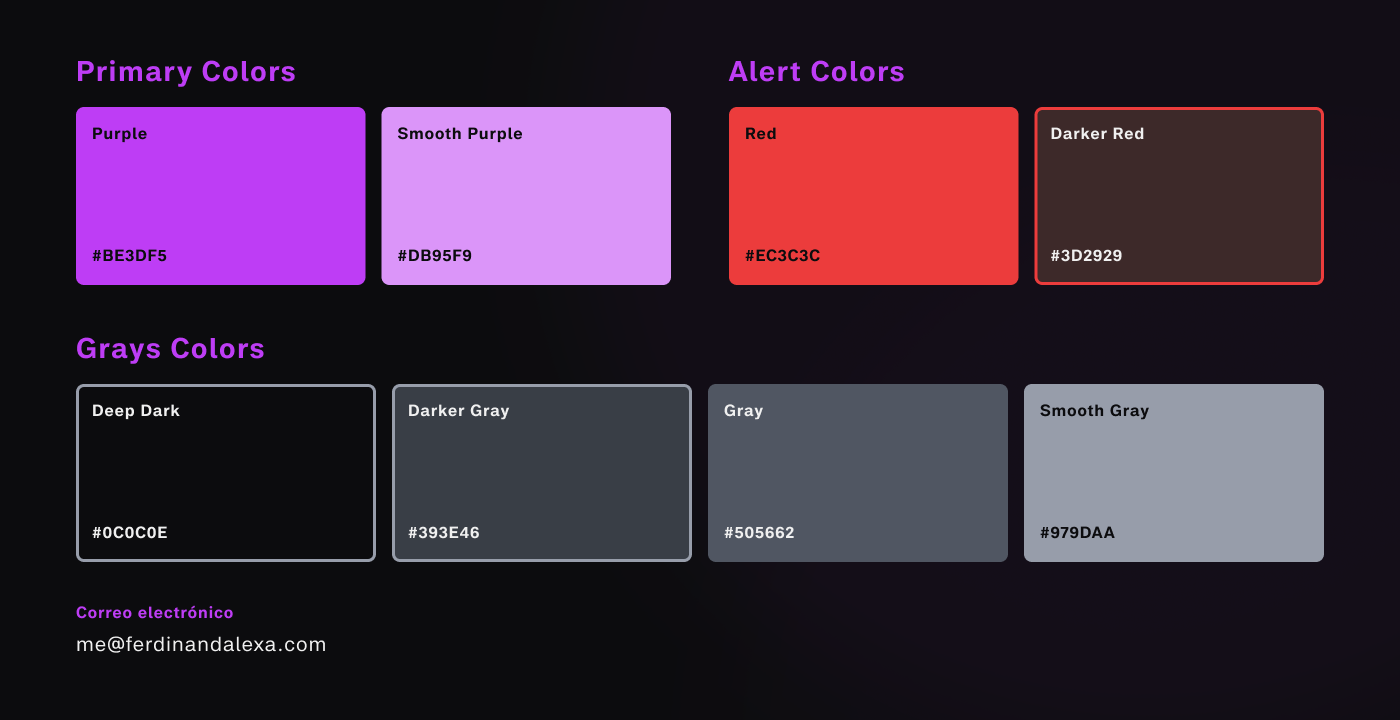 Primary Colors
Purple
#BE3DF5
Smooth Purple
#DB95F9
Alert Colors
Red
#EC3C3C
Darker Red
#3D2929
Grays Colors
Deep Dark
#0C0C0E
Darker Gray
#393E46
Gray
#505662
Smooth Gray
#979DAA
Correo electrónico
me@ferdinandalexa.com